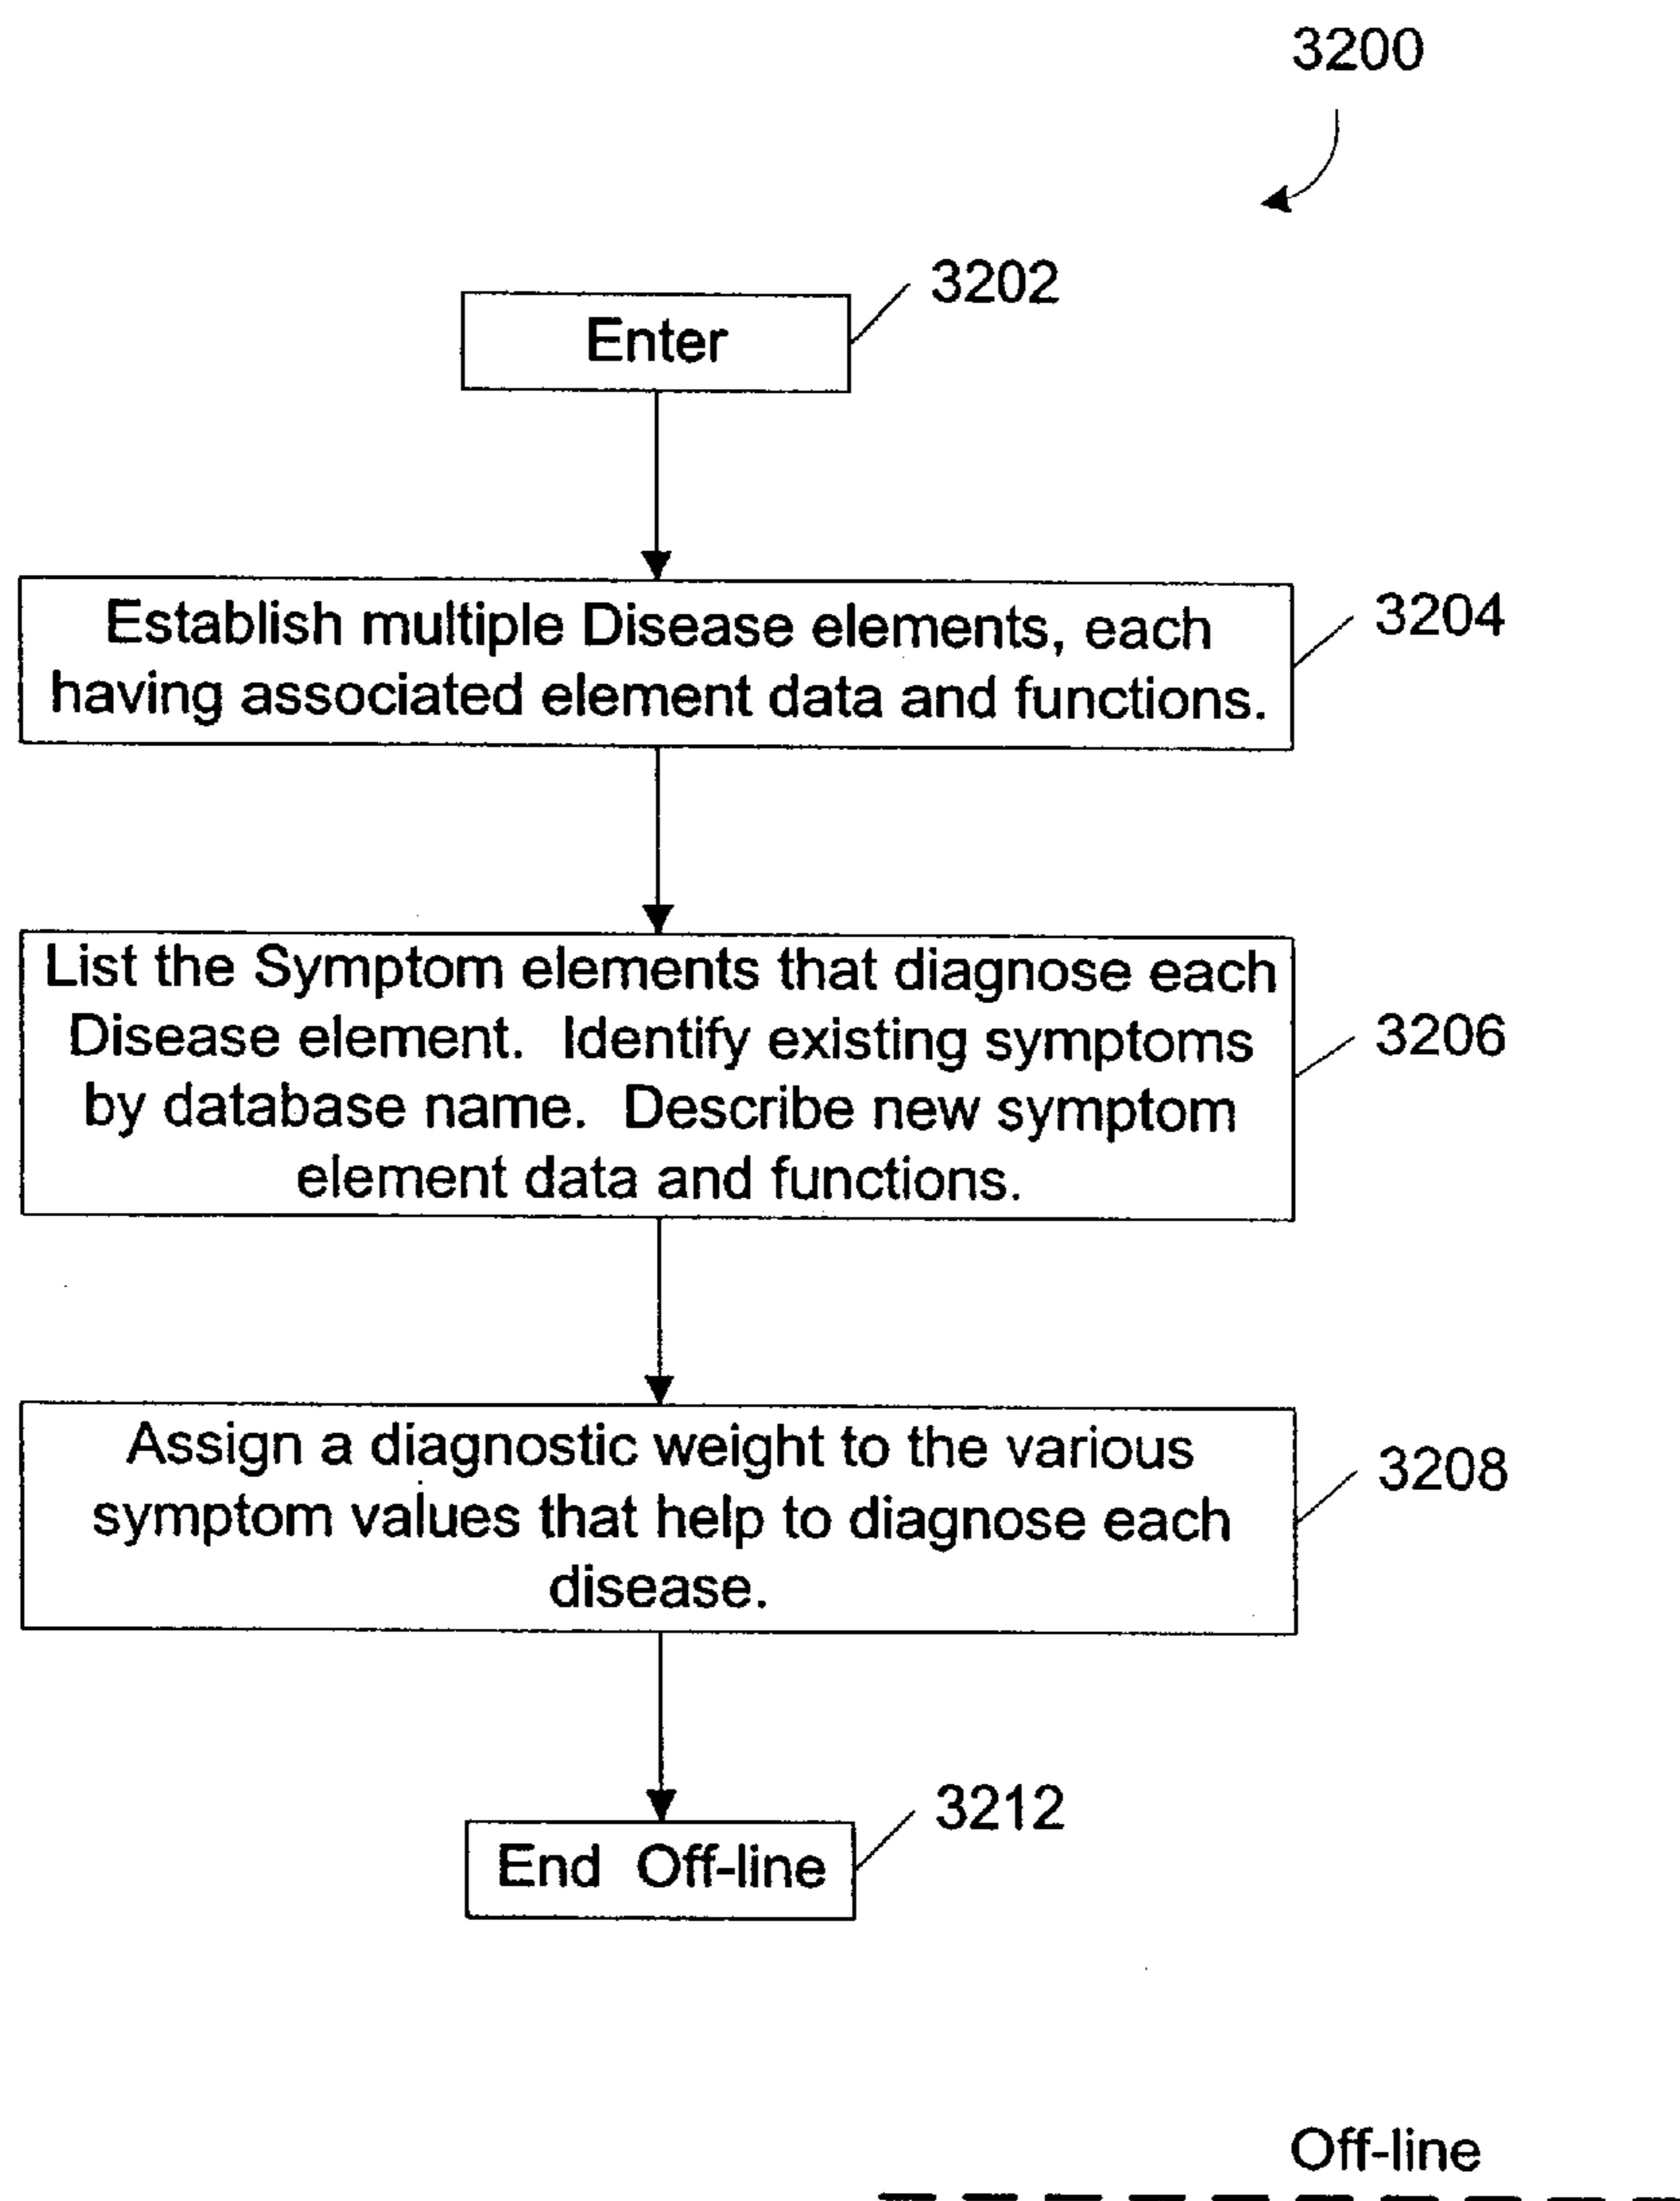 3200
3202
Enter
Establish multiple Disease elements, each
having associated element data and functions.
3204
List the Symptom elements that diagnose each
Disease element. Identify existing symptoms
by database name. Describe new symptom
element data and functions.
3206
Assign a diagnostic weight to the various
symptom values that help to diagnose each
disease.
3208
3212
End Off-line
Off-line